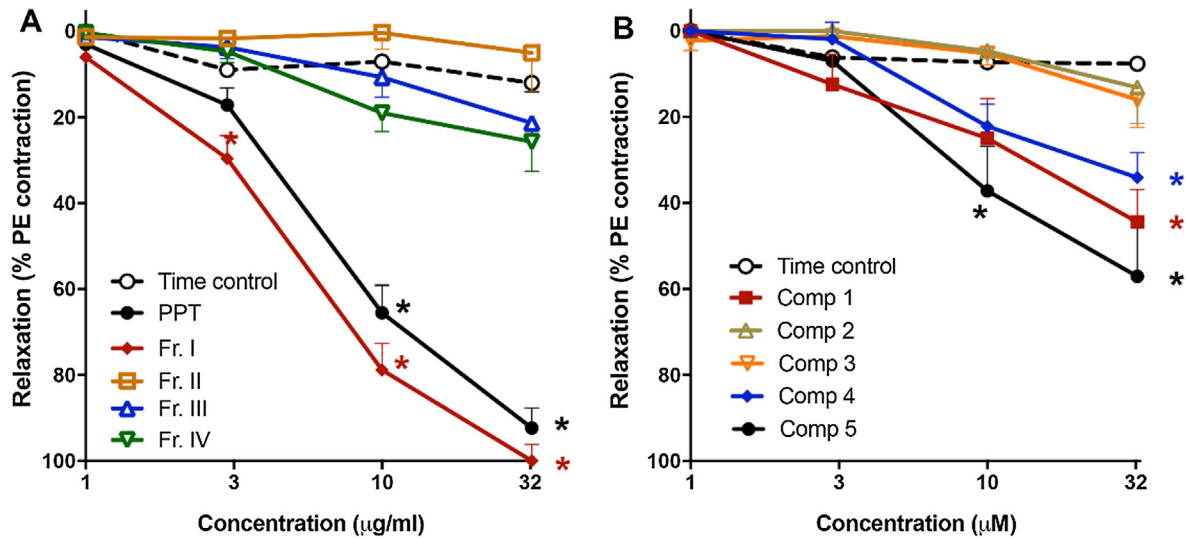 A
Relaxation (% PE contraction)
0
20
40
60
80
100
*
*
*
*
*
Time control
PPT
Fr. I
Fr. II
Fr. III
Fr. IV
1
3
10
32
Concentration (μg/ml)
B
Relaxation (% PE contraction)
0
20
40
60
80
100
*
*
*
*
Time control
Comp 1
Comp 2
Comp 3
Comp 4
Comp 5
1
3
10
32
Concentration (μM)